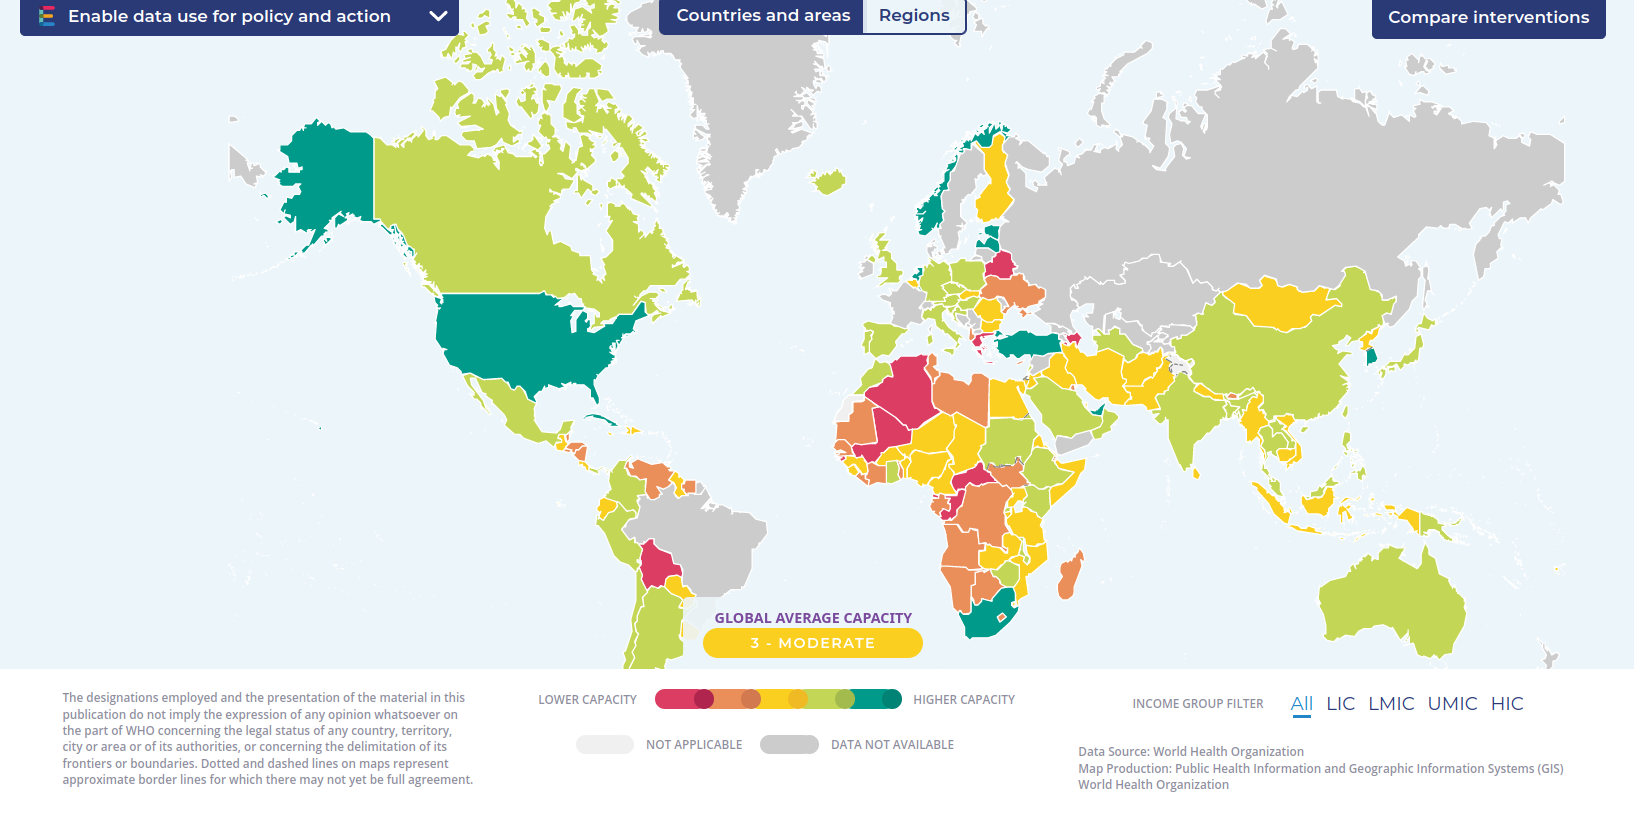 Enable data use for policy and action
Countries and areas
Regions
Compare interventions
GLOBAL AVERAGE CAPACITY
3 - MODERATE
The designations employed and the presentation of the material in this
publication do not imply the expression of any opinion whatsoever on
the part of WHO concerning the legal status of any country, territory,
city or area or of its authorities, or concerning the delimitation of its
frontiers or boundaries. Dotted and dashed lines on maps represent
approximate border lines for which there may not yet be full agreement.
LOWER CAPACITY
HIGHER CAPACITY
NOT APPLICABLE
DATA NOT AVAILABLE
INCOME GROUP FILTER
All LIC LMIC UMIC HIC
Data Source: World Health Organization
Map Production: Public Health Information and Geographic Information Systems (GIS)
World Health Organization